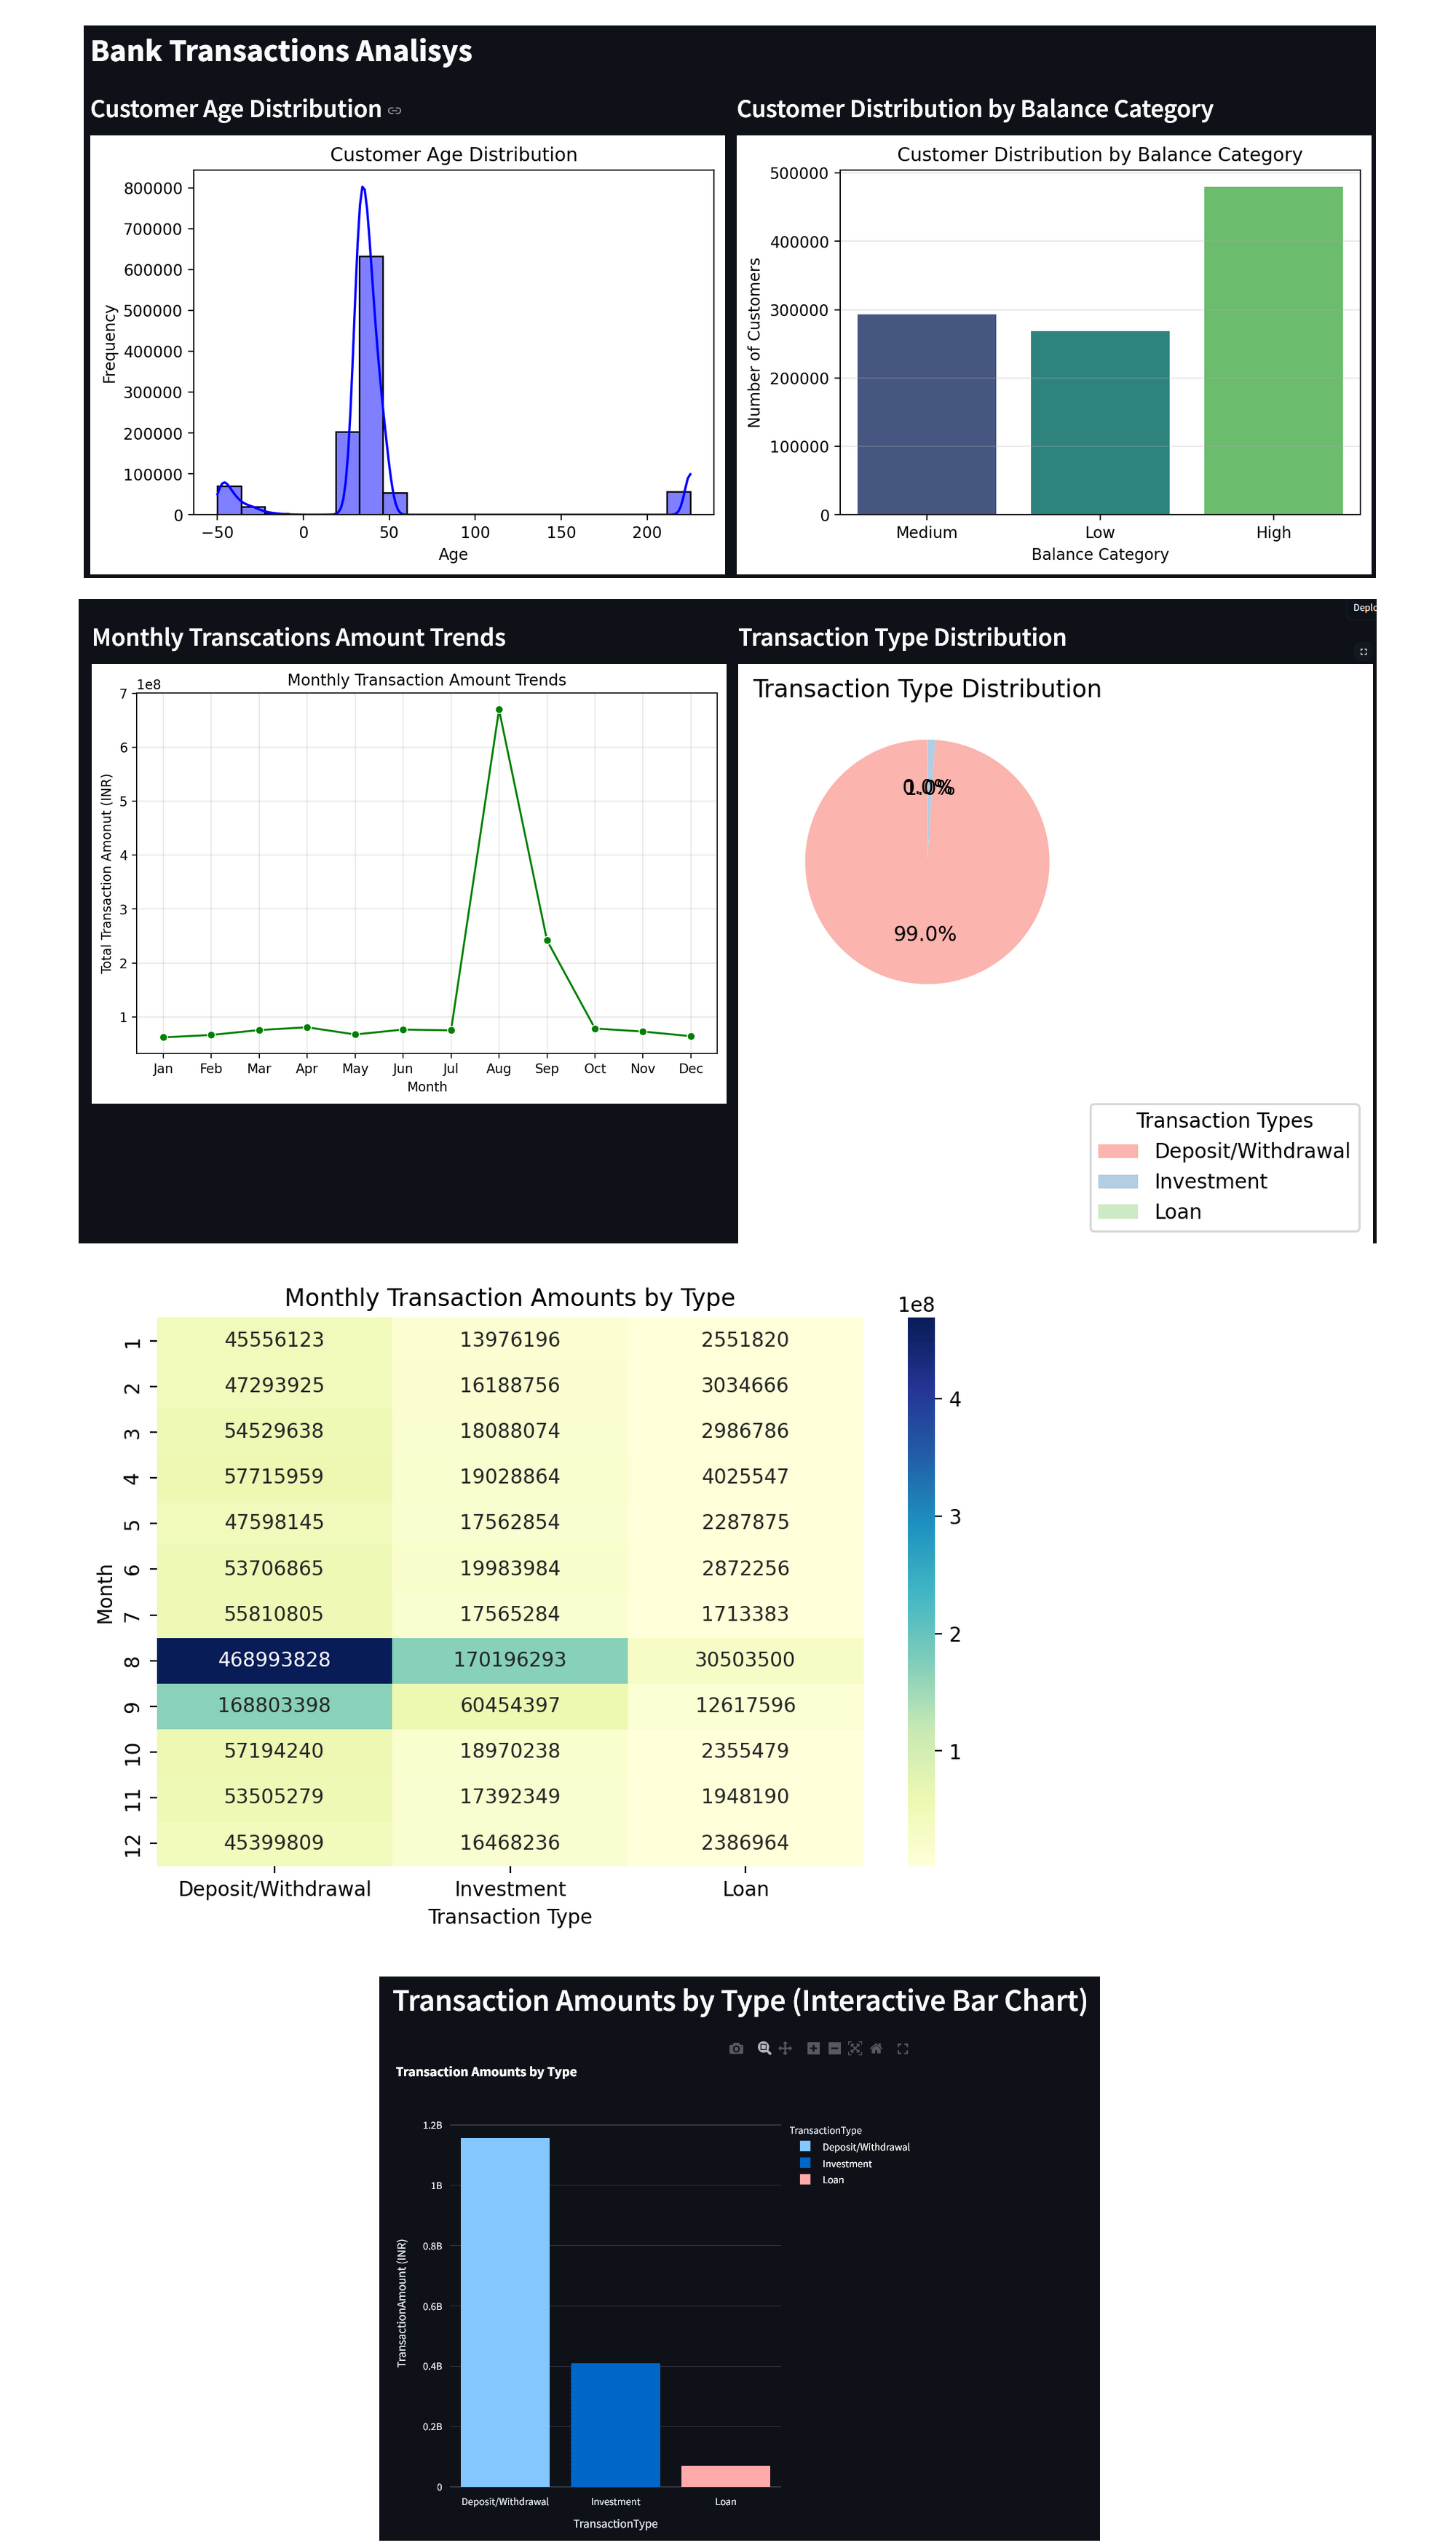 Bank Transactions Analisys
Customer Age Distribution
Customer Distribution by Balance Category
Customer Age Distribution
800000
700000
600000
500000
400000
300000
200000
100000
0
Frequency
−50 0 50 100 150 200
Age
Customer Distribution by Balance Category
500000
400000
300000
200000
100000
0
Number of Customers
Medium Low High
Balance Category
Deplo
Monthly Transcations Amount Trends
Transaction Type Distribution
Monthly Transaction Amount Trends
1e8
7
6
5
4
3
2
1
Total Transaction Amonut (INR)
Jan Feb Mar Apr May Jun Jul Aug Sep Oct Nov Dec
Month
Transaction Type Distribution
0.0%
1.0%
99.0%
Transaction Types
Deposit/Withdrawal
Investment
Loan
Monthly Transaction Amounts by Type
1e8
1 45556123 13976196 2551820
2 47293925 16188756 3034666
3 54529638 18088074 2986786
4 57715959 19028864 4025547
5 47598145 17562854 2287875
6 53706865 19983984 2872256
7 55810805 17565284 1713383
8 468993828 170196293 30503500
9 168803398 60454397 12617596
10 57194240 18970238 2355479
11 53505279 17392349 1948190
12 45399809 16468236 2386964
Month
Deposit/Withdrawal Investment Loan
Transaction Type
4
3
2
1
Transaction Amounts by Type (Interactive Bar Chart)
Transaction Amounts by Type
1.2B
1B
0.8B
0.6B
0.4B
0.2B
0
TransactionAmount (INR)
Deposit/Withdrawal Investment Loan
TransactionType
TransactionType
Deposit/Withdrawal
Investment
Loan